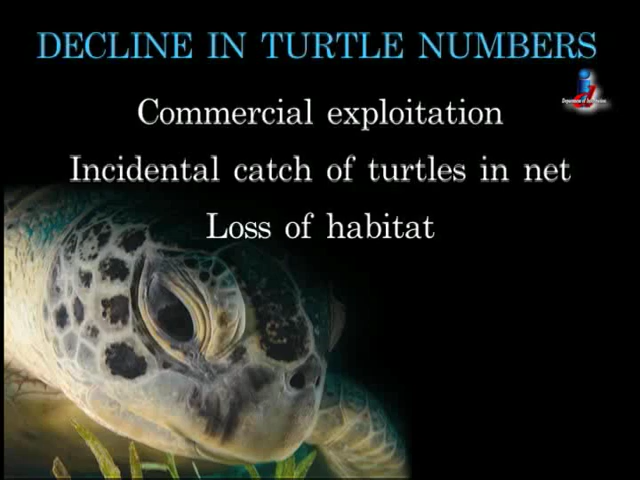 DECLINE IN TURTLE NUMBERS
Commercial exploitation
Incidental catch of turtles in net
Loss of habitat